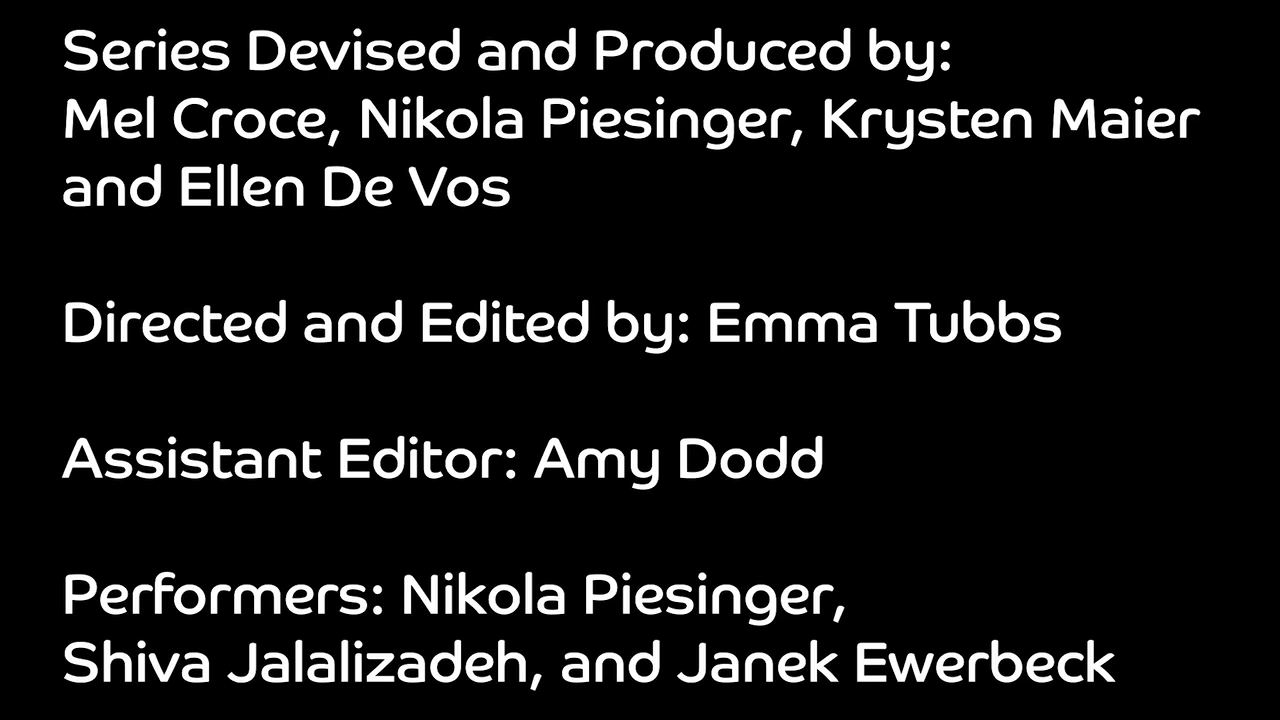 Series Devised and Produced by:
Mel Croce, Nikola Piesinger, Krysten Maier
and Ellen De Vos
Directed and Edited by: Emma Tubbs
Assistant Editor: Amy Dodd
Performers: Nikola Piesinger,
Shiva Jalalizadeh, and Janek Ewerbeck